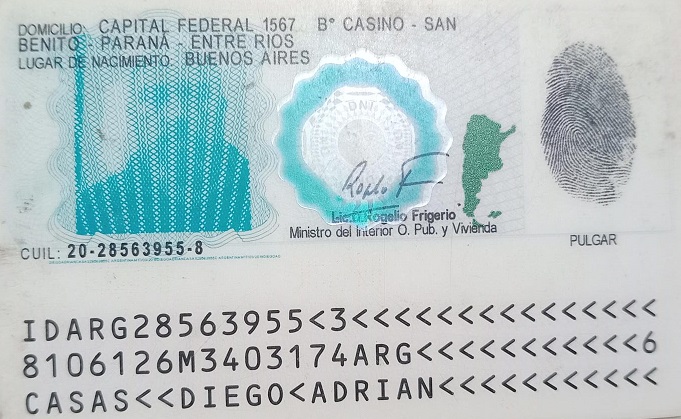 DOMICILIO: CAPITAL FEDERAL 1567 B° CASINO - SAN
BENITO - PARANÁ - ENTRE RIOS
LUGAR DE NACIMIENTO: BUENOS AIRES
Lic. Rogelio Frigerio
Ministro del Interior O. Pub. y Vivienda
CUIL: 20-28563955-8
PULGAR
IDARG28563955<3<<<<<<<<<<<<<<<
8106126M3403174ARG<<<<<<<<<<<6
CASAS<<DIEGO<ADRIAN<<<<<<<<<<<